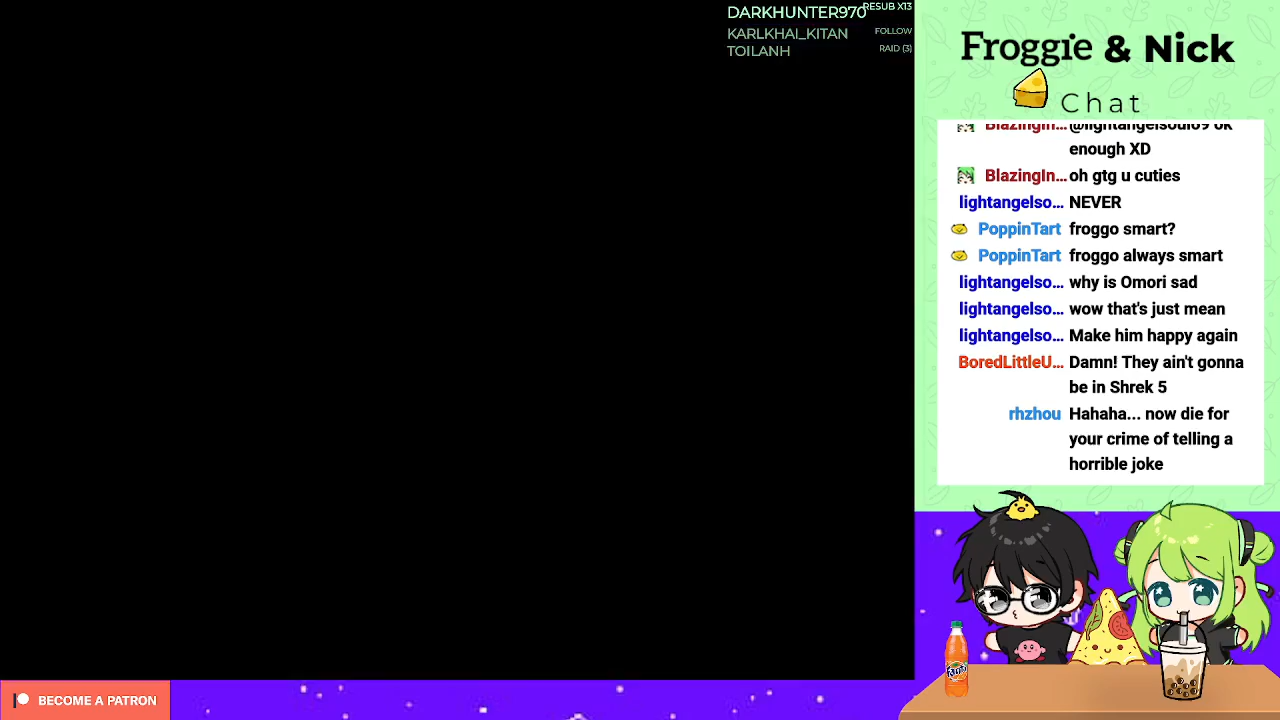 DARKHUNTER970 RESUB X13
KARLKHAI_KITAN FOLLOW
TOILANH RAID (3)
Froggie & Nick
Chat
BlazingIn... @lightangelsoul69 ok
enough XD
BlazingIn... oh gtg u cuties
lightangelso... NEVER
PoppinTart froggo smart?
PoppinTart froggo always smart
lightangelso... why is Omori sad
lightangelso... wow that's just mean
lightangelso... Make him happy again
BoredLittleU... Damn! They ain't gonna
be in Shrek 5
rhzhou Hahaha... now die for
your crime of telling a
horrible joke
Fanta
BECOME A PATRON